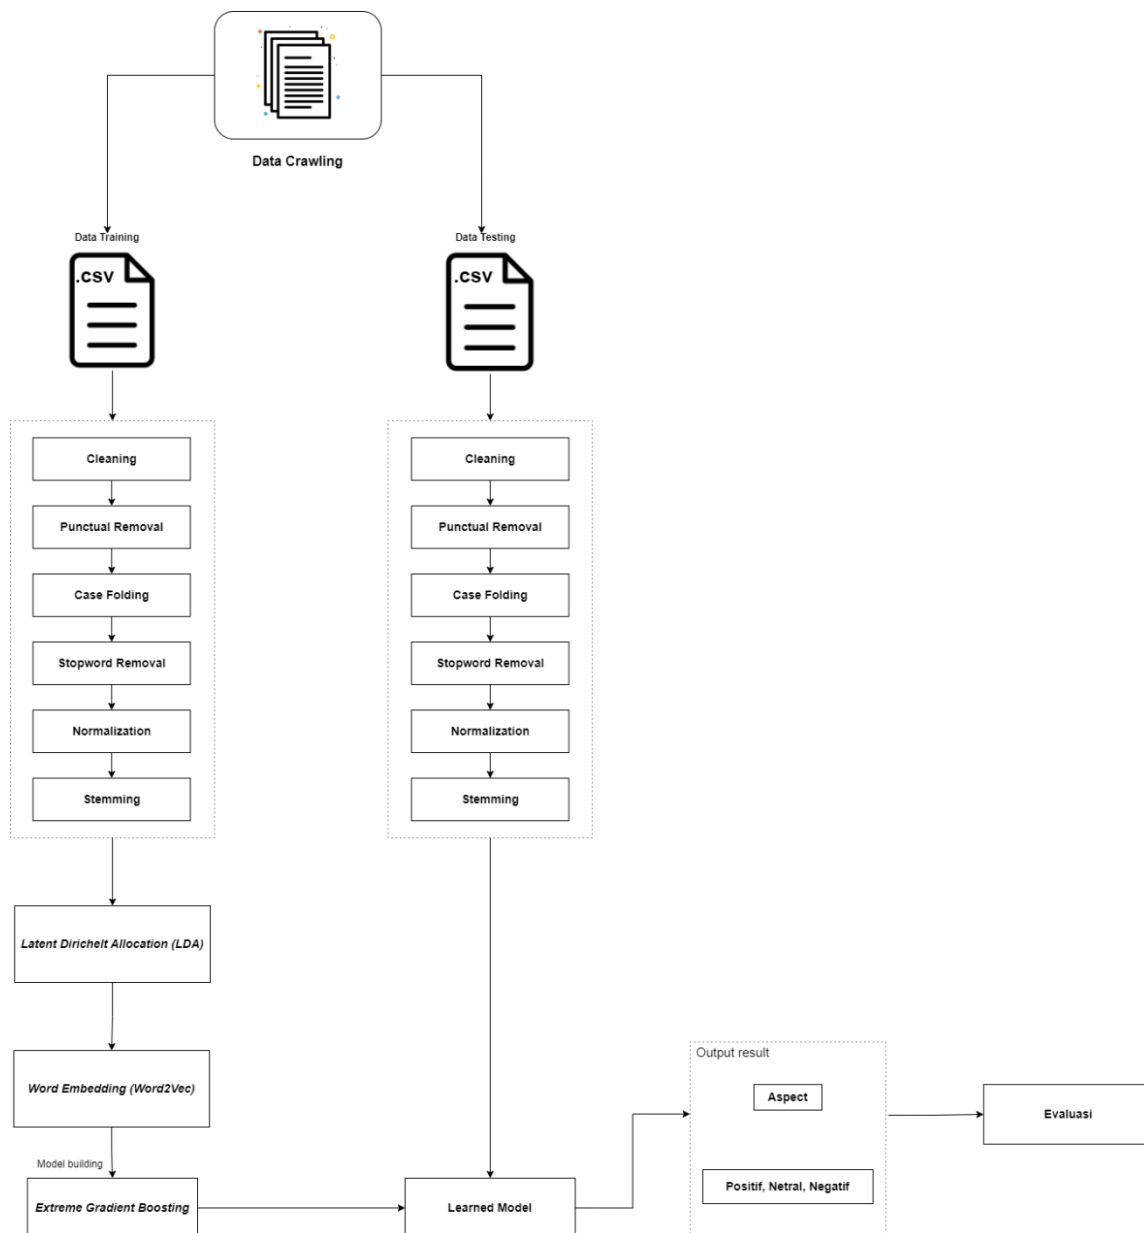 Data Crawling
Data Training
Data Testing
.CSV
.CSV
Cleaning
Punctual Removal
Case Folding
Stopword Removal
Normalization
Stemming
Cleaning
Punctual Removal
Case Folding
Stopword Removal
Normalization
Stemming
Latent Dirichelt Allocation (LDA)
Word Embedding (Word2Vec)
Model building
Extreme Gradient Boosting
Learned Model
Output result
Aspect
Positif, Netral, Negatif
Evaluasi